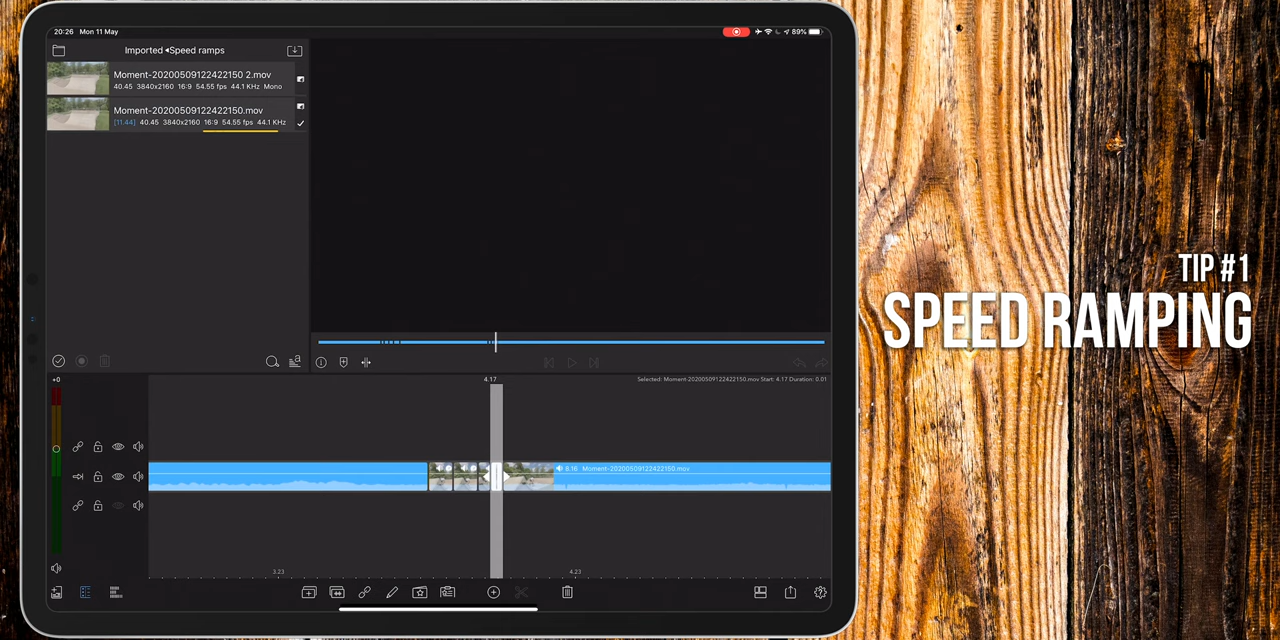 20:26 Mon 11 May
89%
Imported Speed ramps
Moment-20200509122422150 2.mov
40.45 3840x2160 16:9 54.55 fps 44.1 KHz Mono
Moment-20200509122422150.mov
[11.44] 40.45 3840x2160 16:9 54.55 fps 44.1 KHz
TIP #1
SPEED RAMPING
+0
4.17
Selected: Moment-20200509122422150.mov Start: 4.17 Duration: 0.01
6.16 Moment-20200509122422150.mov
3.23
4.23